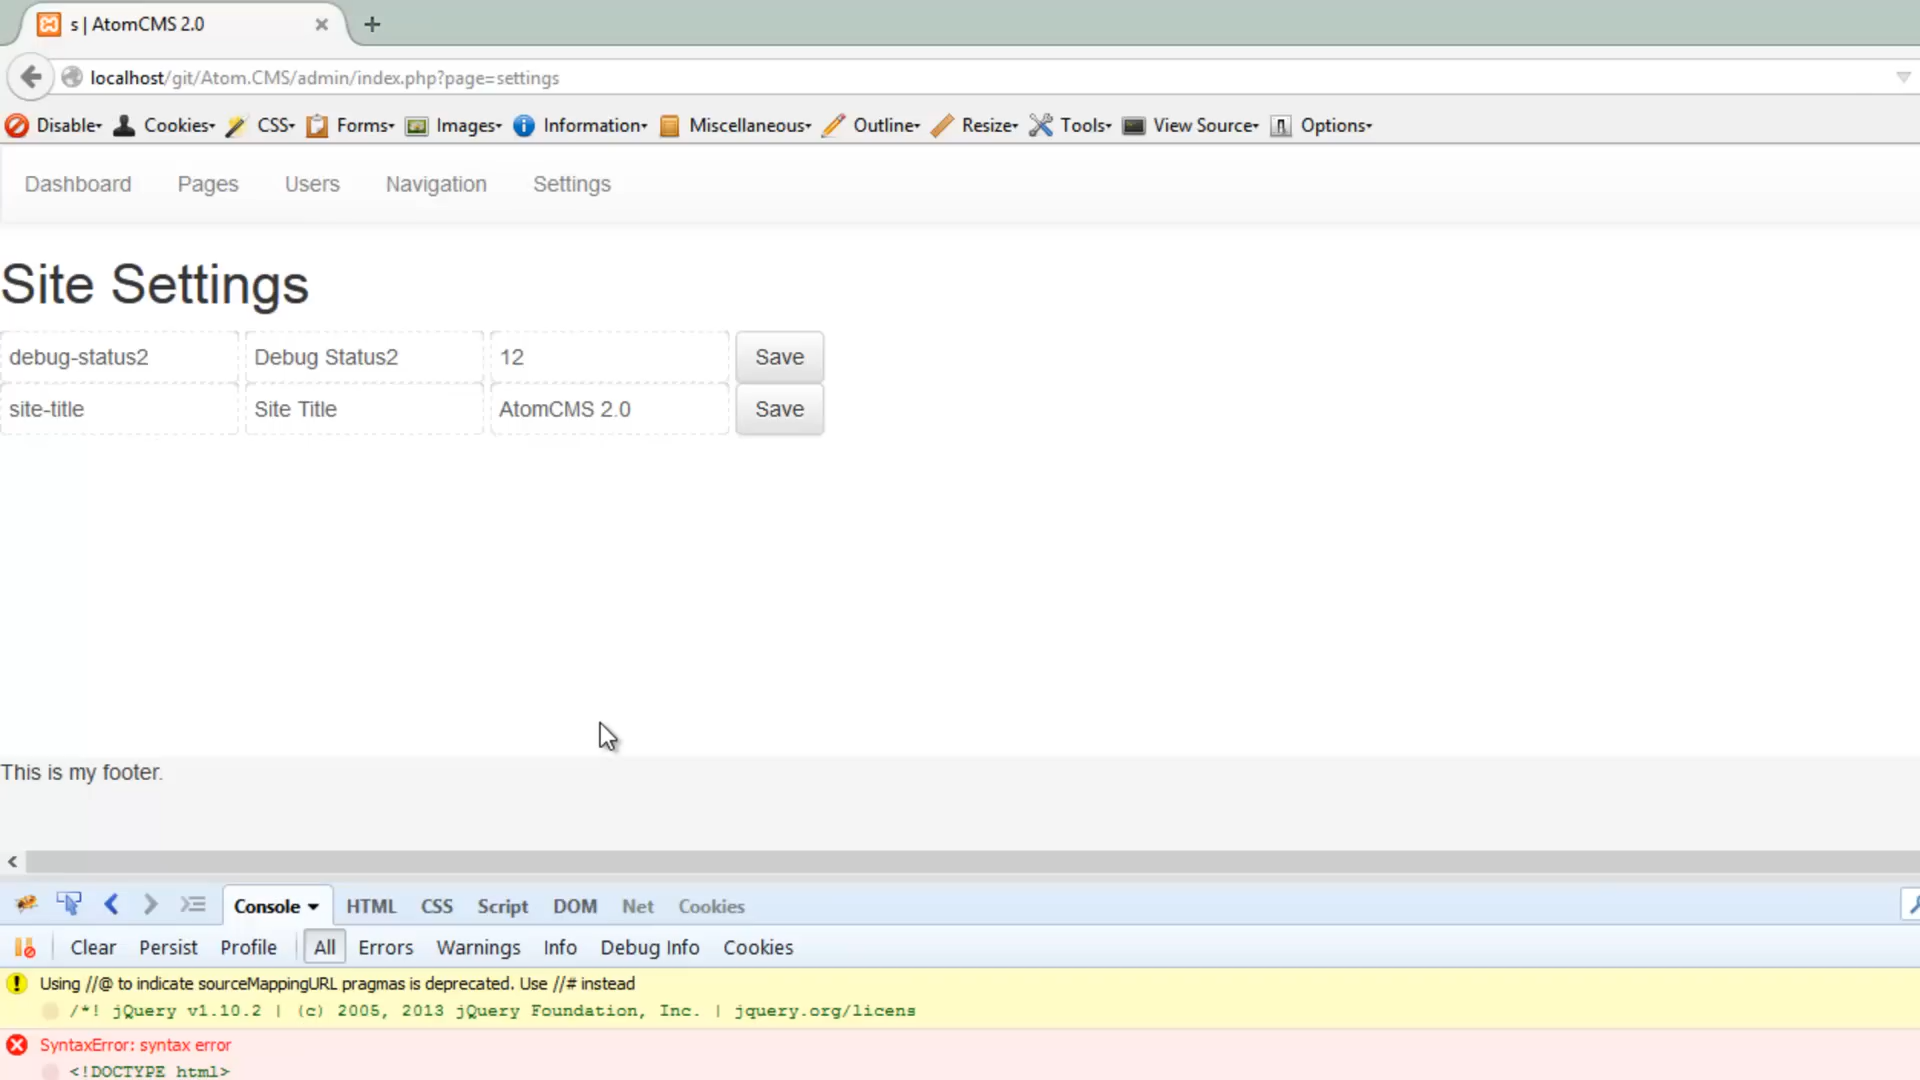 s | AtomCMS 2.0
localhost/git/Atom.CMS/admin/index.php?page=settings
Disable Cookies CSS Forms Images Information Miscellaneous Outline Resize Tools View Source Options
Dashboard Pages Users Navigation Settings
Site Settings
debug-status2 Debug Status2 12 Save
site-title Site Title AtomCMS 2.0 Save
This is my footer.
Console HTML CSS Script DOM Net Cookies
Clear Persist Profile All Errors Warnings Info Debug Info Cookies
Using //@ to indicate sourceMappingURL pragmas is deprecated. Use //# instead
/*! jQuery v1.10.2 | (c) 2005, 2013 jQuery Foundation, Inc. | jquery.org/licens
SyntaxError: syntax error
<!DOCTYPE html>